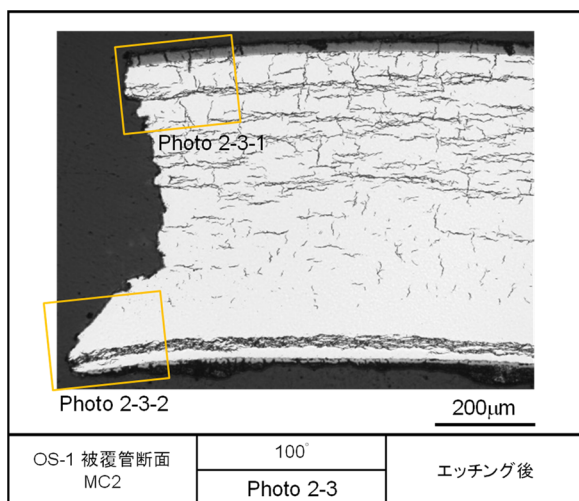 Photo 2-3-1
Photo 2-3-2
200μm
OS-1 被覆管断面
MC2
100°
Photo 2-3
エッチング後